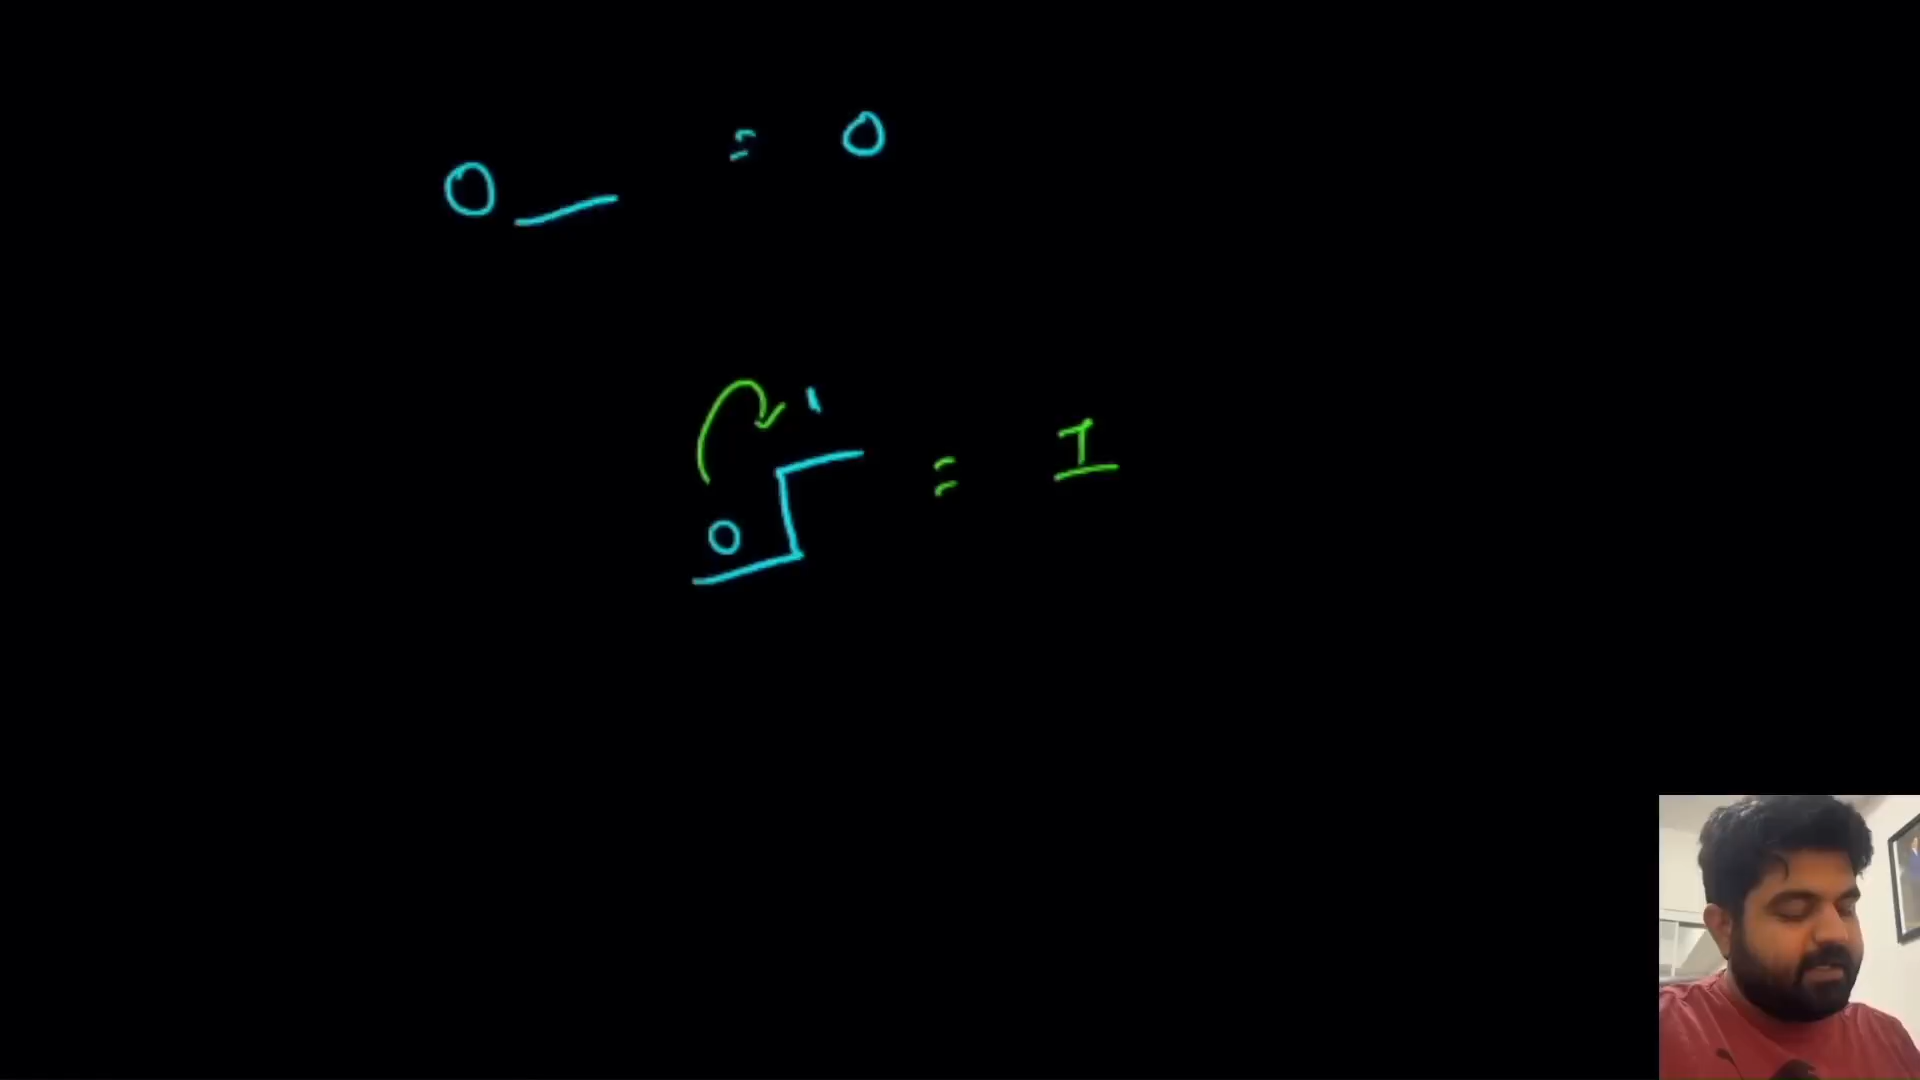 0 = 0
1
0 = 1